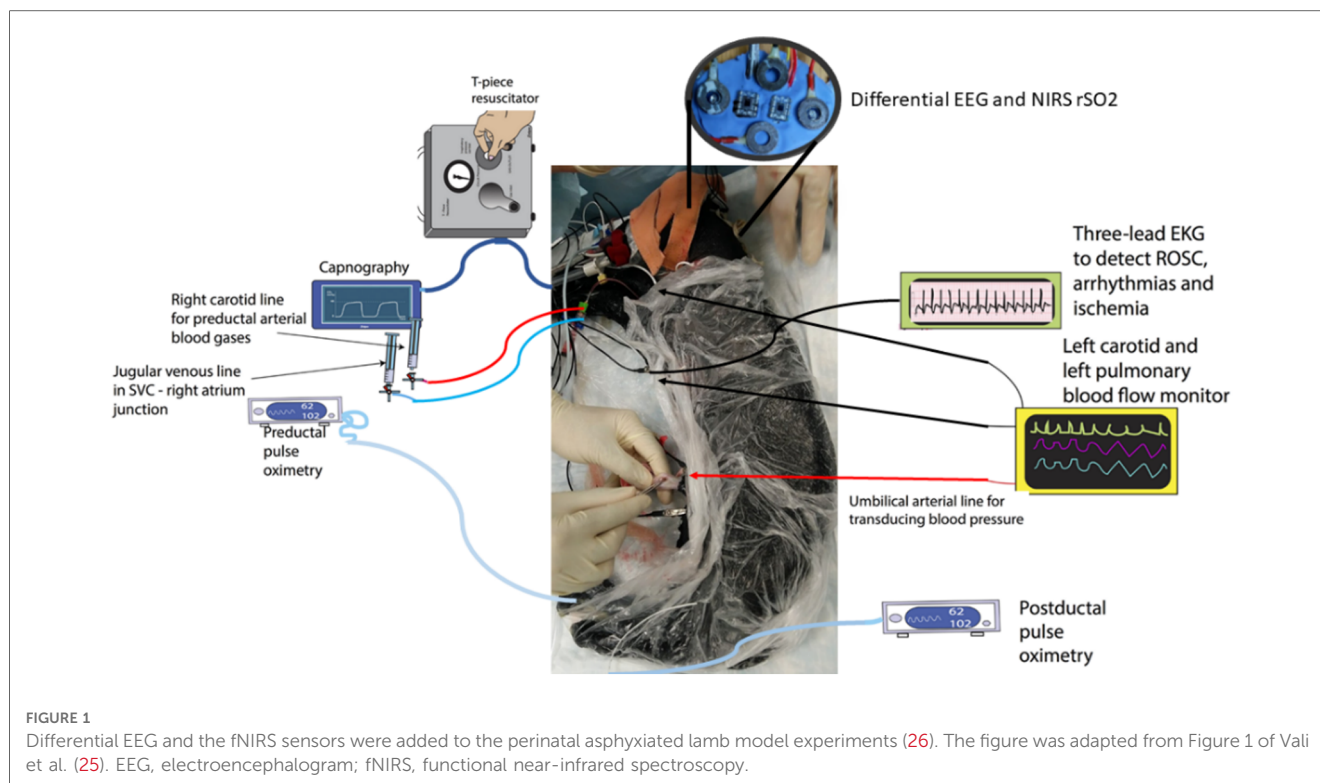 T-piece
resuscitator
Differential EEG and NIRS rSO2
Capnography
Right carotid line
for preductal arterial
blood gases
Jugular venous line
in SVC - right atrium
junction
62
102
Preductal
pulse
oximetry
Three-lead EKG
to detect ROSC,
arrhythmias and
ischemia
Left carotid and
left pulmonary
blood flow monitor
Umbilical arterial line for
transducing blood pressure
62
102
Postductal
pulse
oximetry
FIGURE 1
Differential EEG and the fNIRS sensors were added to the perinatal asphyxiated lamb model experiments (26). The figure was adapted from Figure 1 of Vali
et al. (25). EEG, electroencephalogram; fNIRS, functional near-infrared spectroscopy.